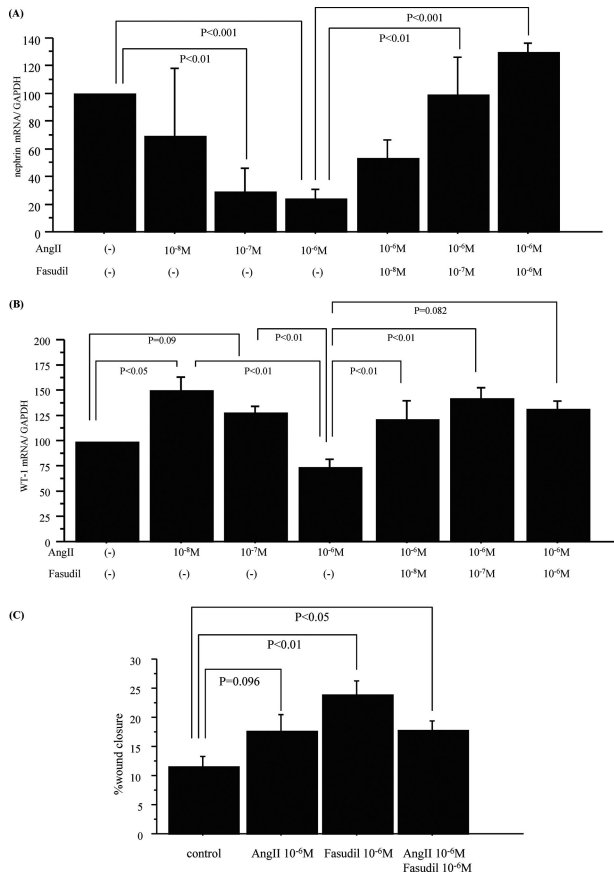 (A)
P<0.001
P<0.001
P<0.01
P<0.01
nephrin mRNA/ GAPDH
140
120
100
80
60
40
20
0
AngII (-) 10⁻⁸M 10⁻⁷M 10⁻⁶M 10⁻⁶M 10⁻⁶M 10⁻⁶M
Fasudil (-) (-) (-) (-) 10⁻⁸M 10⁻⁷M 10⁻⁶M
(B)
P=0.082
P=0.09
P<0.01
P<0.01
P<0.05
P<0.01
P<0.01
WT-1 mRNA/ GAPDH
200
175
150
125
100
75
50
25
0
AngII (-) 10⁻⁸M 10⁻⁷M 10⁻⁶M 10⁻⁶M 10⁻⁶M 10⁻⁶M
Fasudil (-) (-) (-) (-) 10⁻⁸M 10⁻⁷M 10⁻⁶M
(C)
P<0.05
P<0.01
P=0.096
%wound closure
30
25
20
15
10
5
0
control AngII 10⁻⁶M Fasudil 10⁻⁶M AngII 10⁻⁶M
Fasudil 10⁻⁶M